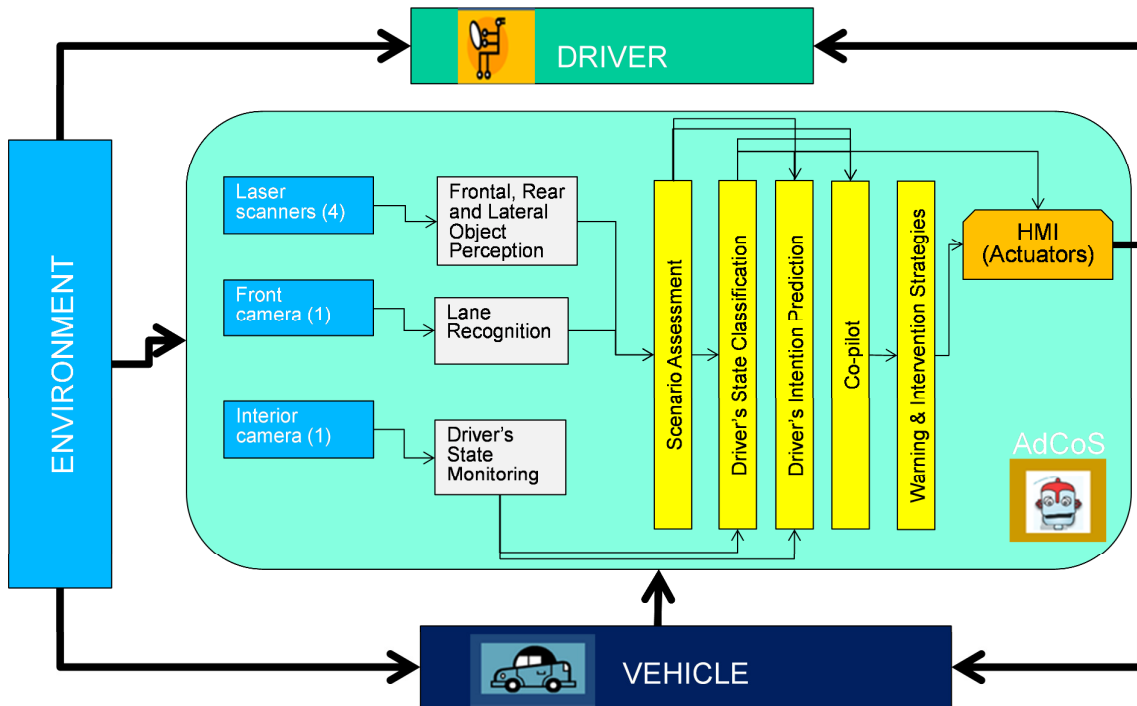 DRIVER
ENVIRONMENT
Laser
scanners (4)
Frontal, Rear
and Lateral
Object
Perception
Front
camera (1)
Lane
Recognition
Interior
camera (1)
Driver's
State
Monitoring
Scenario Assessment
Driver's State Classification
Driver's Intention Prediction
Co-pilot
Warning & Intervention Strategies
HMI
(Actuators)
AdCoS
VEHICLE